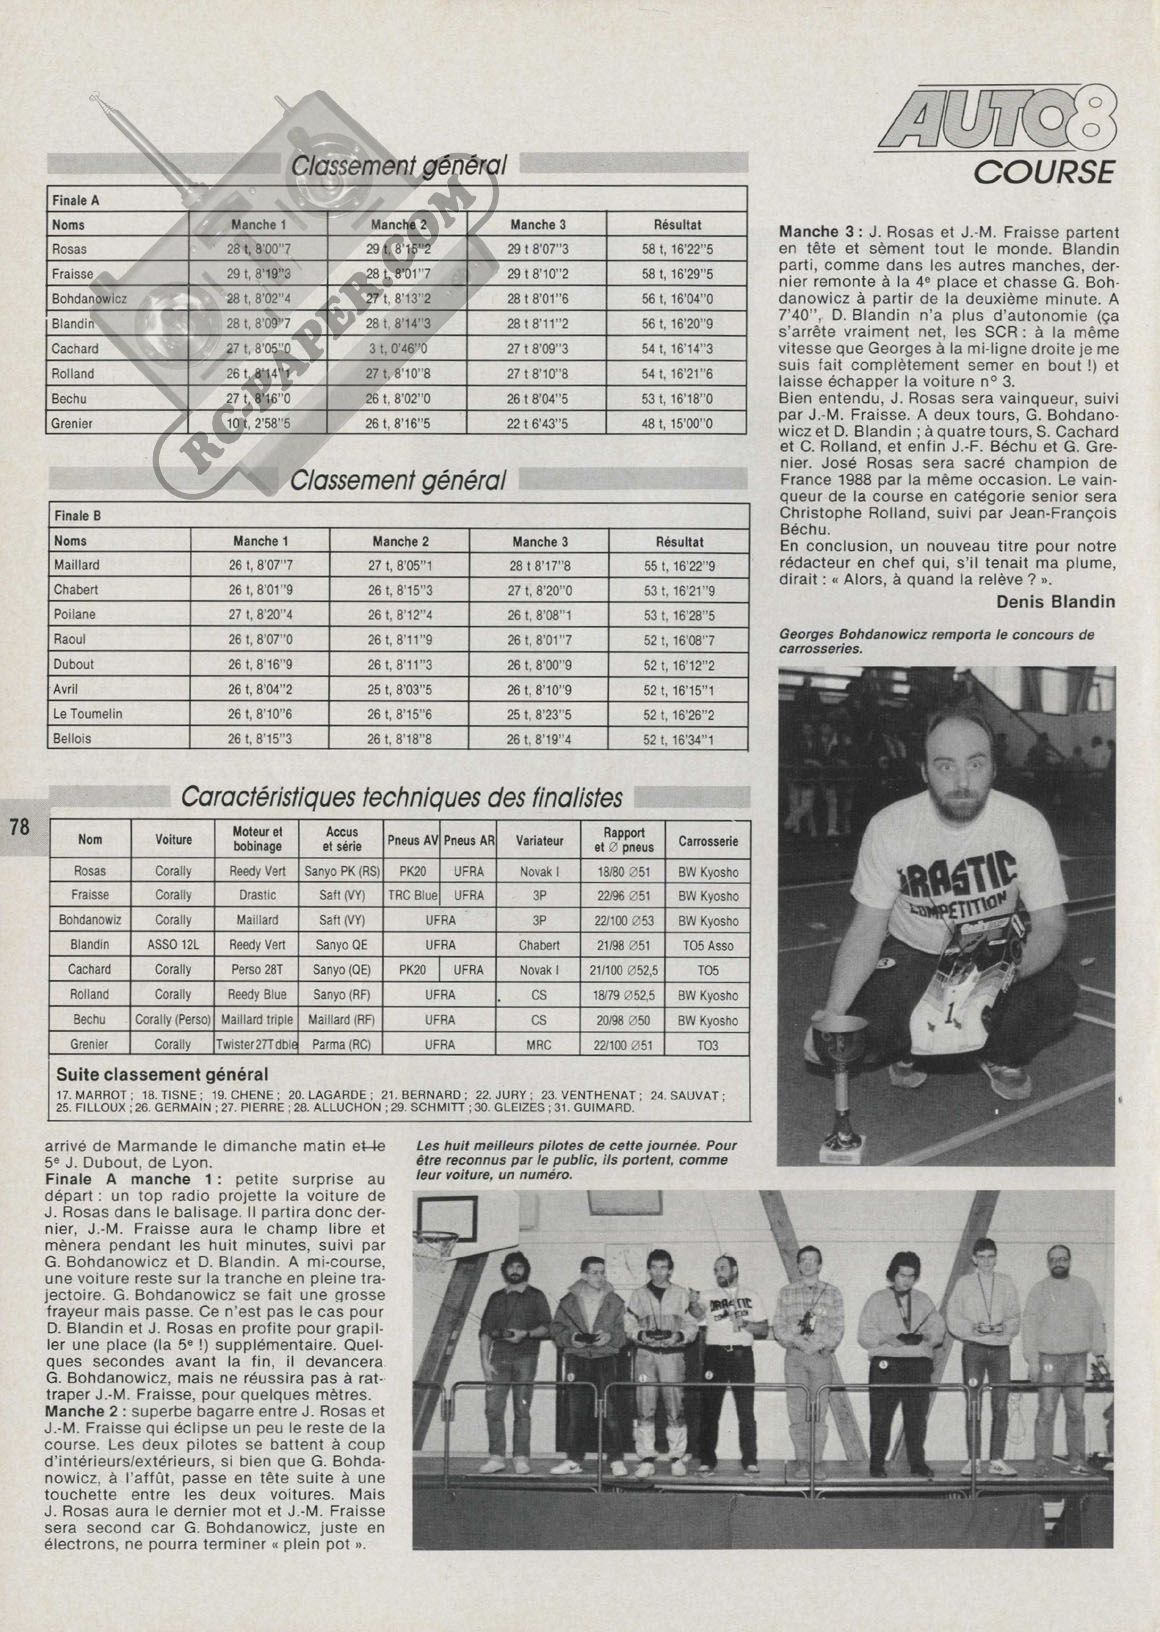 AUTO8
COURSE
Classement général
Finale A
Noms Manche 1 Manche 2 Manche 3 Résultat
Rosas 28 t, 8'00"7 29 t, 8'15"2 29 t 8'07"3 58 t, 16'22"5
Fraisse 29 t, 8'19"3 28 t, 8'01"7 29 t 8'10"2 58 t, 16'29"5
Bohdanowicz 28 t, 8'02"4 27 t, 8'13"2 28 t 8'01"6 56 t, 16'04"0
Blandin 28 t, 8'09"7 28 t, 8'14"3 28 t 8'11"2 56 t, 16'20"9
Cachard 27 t, 8'05"0 3 t, 0'46"0 27 t 8'09"3 54 t, 16'14"3
Rolland 26 t, 8'14"1 27 t, 8'10"8 27 t 8'10"8 54 t, 16'21"6
Bechu 27 t, 8'16"0 26 t, 8'02"0 26 t 8'04"5 53 t, 16'18"0
Grenier 10 t, 2'58"5 26 t, 8'16"5 22 t 6'43"5 48 t, 15'00"0
RC-PAPER.COM
Classement général
Finale B
Noms Manche 1 Manche 2 Manche 3 Résultat
Maillard 26 t, 8'07"7 27 t, 8'05"1 28 t 8'17"8 55 t, 16'22"9
Chabert 26 t, 8'01"9 26 t, 8'15"3 27 t, 8'20"0 53 t, 16'21"9
Poilane 27 t, 8'20"4 26 t, 8'12"4 26 t, 8'08"1 53 t, 16'28"5
Raoul 26 t, 8'07"0 26 t, 8'11"9 26 t, 8'01"7 52 t, 16'08"7
Dubout 26 t, 8'16"9 26 t, 8'11"3 26 t, 8'00"9 52 t, 16'12"2
Avril 26 t, 8'04"2 25 t, 8'03"5 26 t, 8'10"9 52 t, 16'15"1
Le Toumelin 26 t, 8'10"6 26 t, 8'15"6 25 t, 8'23"5 52 t, 16'26"2
Bellois 26 t, 8'15"3 26 t, 8'18"8 26 t, 8'19"4 52 t, 16'34"1
Caractéristiques techniques des finalistes
Nom Voiture Moteur et bobinage Accus et série Pneus AV Pneus AR Variateur Rapport et Ø pneus Carrosserie
Rosas Corally Reedy Vert Sanyo PK (RS) PK20 UFRA Novak I 18/80 Ø51 BW Kyosho
Fraisse Corally Drastic Saft (VY) TRC Blue UFRA 3P 22/96 Ø51 BW Kyosho
Bohdanowiz Corally Maillard Saft (VY) UFRA 3P 22/100 Ø53 BW Kyosho
Blandin ASSO 12L Reedy Vert Sanyo QE UFRA Chabert 21/98 Ø51 TO5 Asso
Cachard Corally Perso 28T Sanyo (QE) PK20 UFRA Novak I 21/100 Ø52,5 TO5
Rolland Corally Reedy Blue Sanyo (RF) UFRA CS 18/79 Ø52,5 BW Kyosho
Bechu Corally (Perso) Maillard triple Maillard (RF) UFRA CS 20/98 Ø50 BW Kyosho
Grenier Corally Twister 27T dble Parma (RC) UFRA MRC 22/100 Ø51 TO3
Suite classement général
17. MARROT ; 18. TISNE ; 19. CHENE ; 20. LAGARDE ; 21. BERNARD ; 22. JURY ; 23. VENTHENAT ; 24. SAUVAT ;
25. FILLOUX ; 26. GERMAIN ; 27. PIERRE ; 28. ALLUCHON ; 29. SCHMITT ; 30. GLEIZES ; 31. GUIMARD.
78
arrivé de Marmande le dimanche matin et le
5e J. Dubout, de Lyon.
Finale A manche 1 : petite surprise au
départ : un top radio projette la voiture de
J. Rosas dans le balisage. Il partira donc der-
nier, J.-M. Fraisse aura le champ libre et
mènera pendant les huit minutes, suivi par
G. Bohdanowicz et D. Blandin. A mi-course,
une voiture reste sur la tranche en pleine tra-
jectoire. G. Bohdanowicz se fait une grosse
frayeur mais passe. Ce n'est pas le cas pour
D. Blandin et J. Rosas en profite pour grapil-
ler une place (la 5e !) supplémentaire. Quel-
ques secondes avant la fin, il devancera
G. Bohdanowicz, mais ne réussira pas à rat-
traper J.-M. Fraisse, pour quelques mètres.
Manche 2 : superbe bagarre entre J. Rosas et
J.-M. Fraisse qui éclipse un peu le reste de la
course. Les deux pilotes se battent à coup
d'intérieurs/extérieurs, si bien que G. Bohda-
nowicz, à l'affût, passe en tête suite à une
touchette entre les deux voitures. Mais
J. Rosas aura le dernier mot et J.-M. Fraisse
sera second car G. Bohdanowicz, juste en
électrons, ne pourra terminer « plein pot ».
Les huit meilleurs pilotes de cette journée. Pour
être reconnus par le public, ils portent, comme
leur voiture, un numéro.
DRASTIC
Manche 3 : J. Rosas et J.-M. Fraisse partent
en tête et sèment tout le monde. Blandin
parti, comme dans les autres manches, der-
nier remonte à la 4e place et chasse G. Boh-
danowicz à partir de la deuxième minute. A
7'40", D. Blandin n'a plus d'autonomie (ça
s'arrête vraiment net, les SCR : à la même
vitesse que Georges à la mi-ligne droite je me
suis fait complètement semer en bout !) et
laisse échapper la voiture n° 3.
Bien entendu, J. Rosas sera vainqueur, suivi
par J.-M. Fraisse. A deux tours, G. Bohdano-
wicz et D. Blandin ; à quatre tours, S. Cachard
et C. Rolland, et enfin J.-F. Béchu et G. Gre-
nier. José Rosas sera sacré champion de
France 1988 par la même occasion. Le vain-
queur de la course en catégorie senior sera
Christophe Rolland, suivi par Jean-François
Béchu.
En conclusion, un nouveau titre pour notre
rédacteur en chef qui, s'il tenait ma plume,
dirait : « Alors, à quand la relève ? ».
Denis Blandin
Georges Bohdanowicz remporta le concours de
carrosseries.
DRASTIC
COMPETITION
1